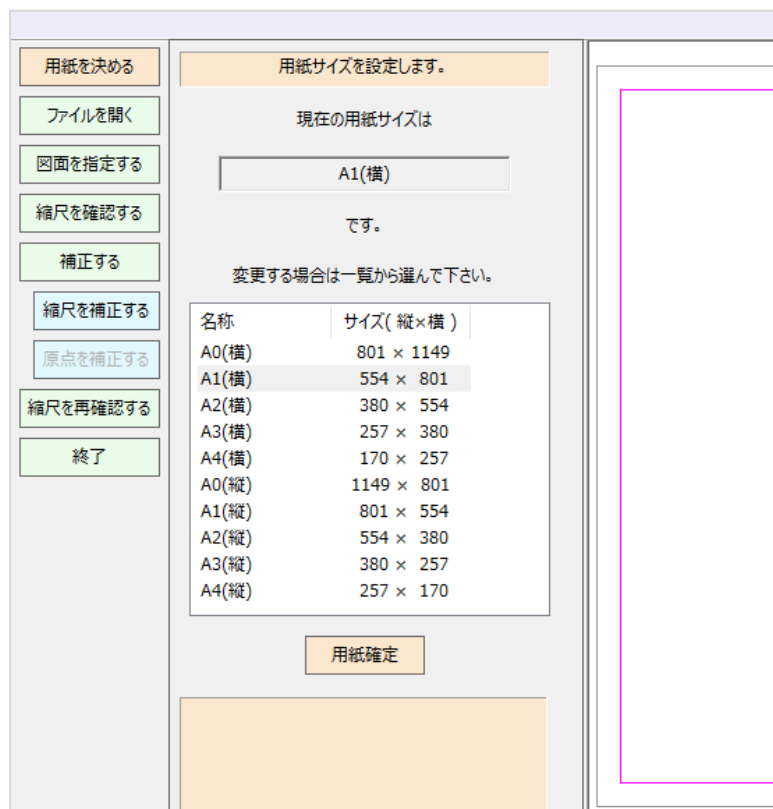 用紙を決める
ファイルを開く
図面を指定する
縮尺を確認する
補正する
縮尺を補正する
原点を補正する
縮尺を再確認する
終了
用紙サイズを設定します。
現在の用紙サイズは
A1(横)
です。
変更する場合は一覧から選んで下さい。
名称 サイズ( 縦×横 )
A0(横) 801 × 1149
A1(横) 554 × 801
A2(横) 380 × 554
A3(横) 257 × 380
A4(横) 170 × 257
A0(縦) 1149 × 801
A1(縦) 801 × 554
A2(縦) 554 × 380
A3(縦) 380 × 257
A4(縦) 257 × 170
用紙確定